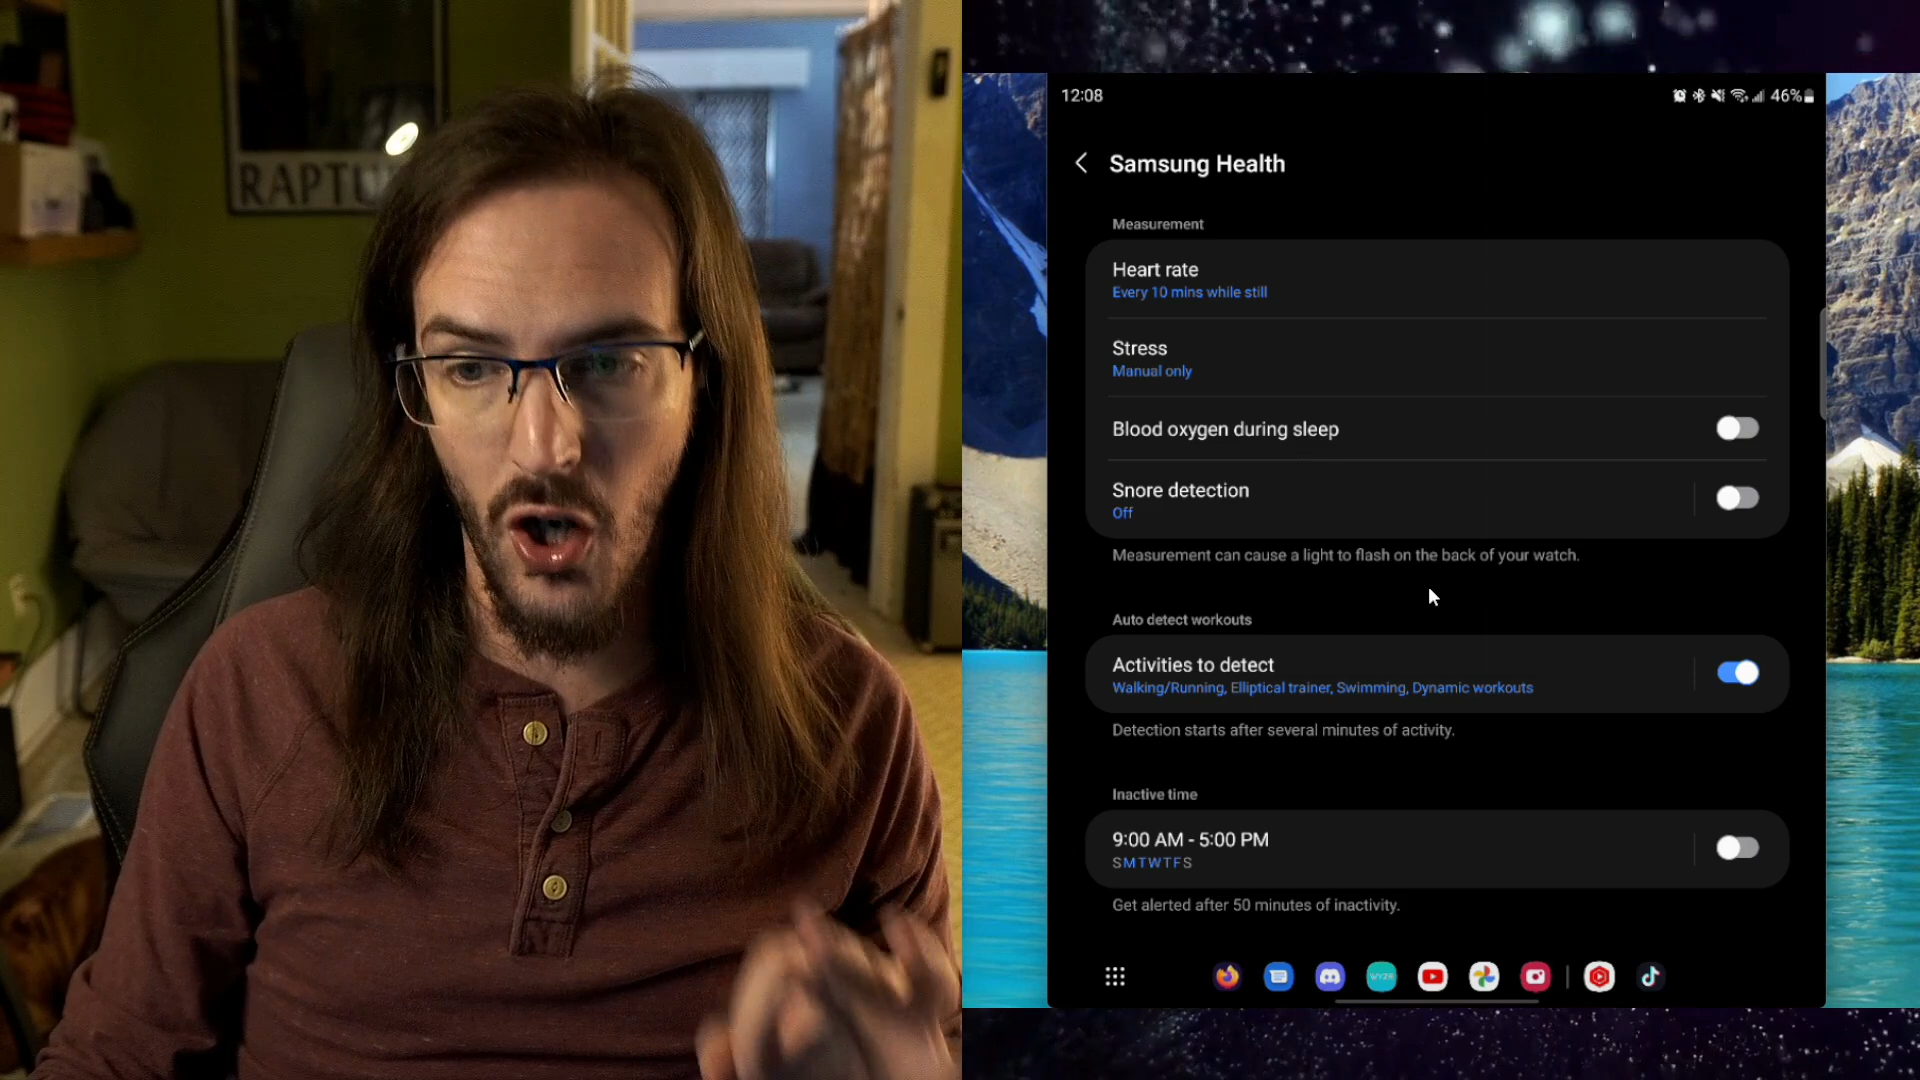 RAPTU
12:08
46%
Samsung Health
Measurement
Heart rate
Every 10 mins while still
Stress
Manual only
Blood oxygen during sleep
Snore detection
Off
Measurement can cause a light to flash on the back of your watch.
Auto detect workouts
Activities to detect
Walking/Running, Elliptical trainer, Swimming, Dynamic workouts
Detection starts after several minutes of activity.
Inactive time
9:00 AM - 5:00 PM
SMTWTFS
Get alerted after 50 minutes of inactivity.
WYZE